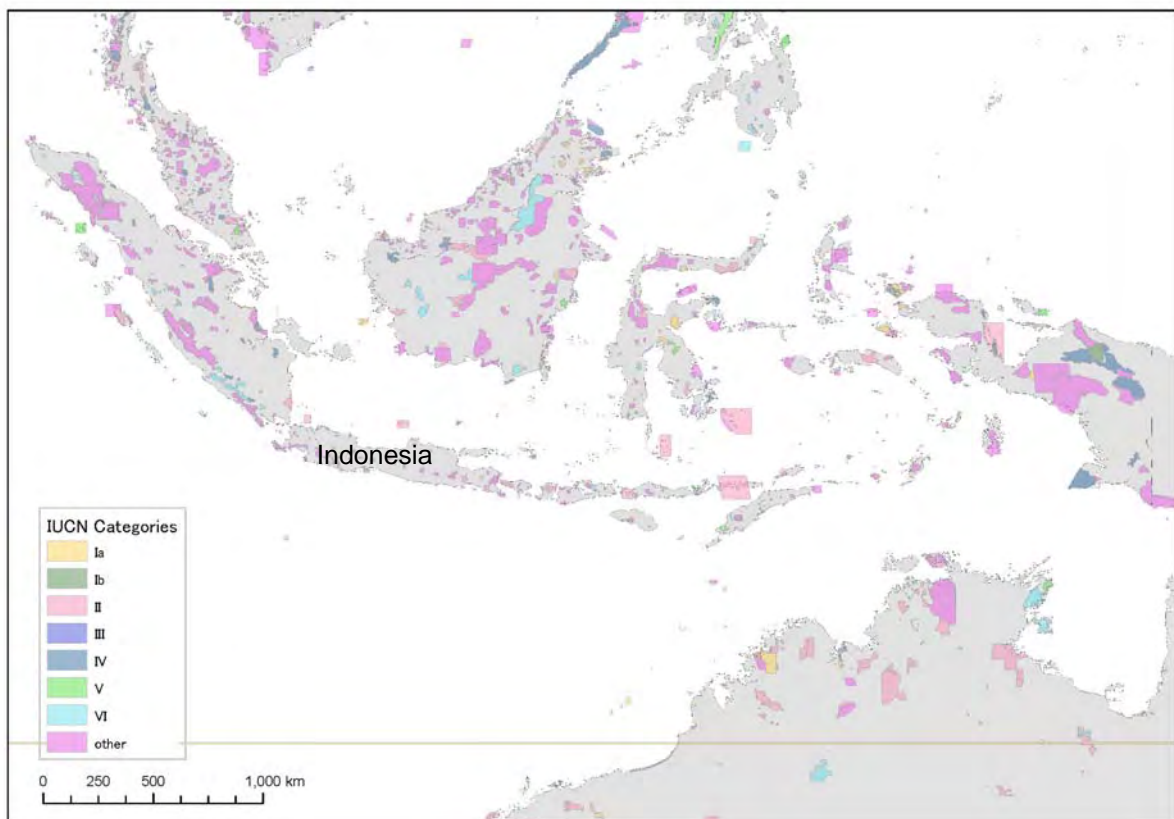 Indonesia
IUCN Categories
Ia
Ib
II
III
IV
V
VI
other
0 250 500 1,000 km